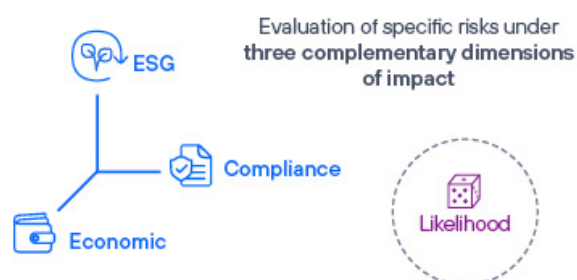 Evaluation of specific risks under
three complementary dimensions
of impact
ESG
Compliance
Economic
Likelihood